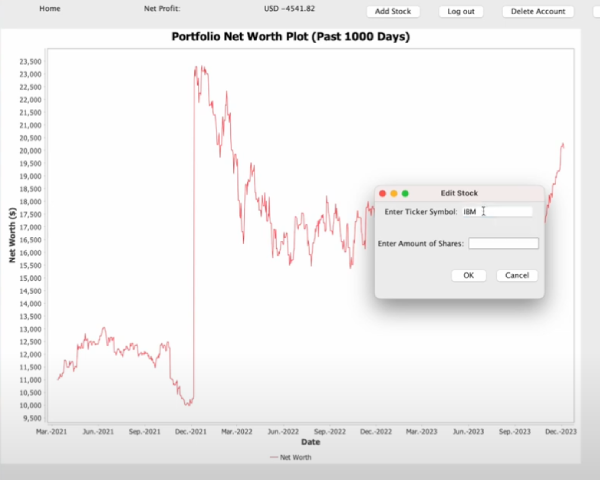 Home Net Profit: USD −4541.82 Add Stock Log out Delete Account
Portfolio Net Worth Plot (Past 1000 Days)
23,500
23,000
22,500
22,000
21,500
21,000
20,500
20,000
19,500
19,000
18,500
18,000
17,500
17,000
16,500
16,000
15,500
15,000
14,500
14,000
13,500
13,000
12,500
12,000
11,500
11,000
10,500
10,000
9,500
Net Worth ($)
Edit Stock
Enter Ticker Symbol: IBM
Enter Amount of Shares:
OK Cancel
Mar.-2021 Jun.-2021 Sep.-2021 Dec.-2021 Mar.-2022 Jun.-2022 Sep.-2022 Dec.-2022 Mar.-2023 Jun.-2023 Sep.-2023 Dec.-2023
Date
Net Worth